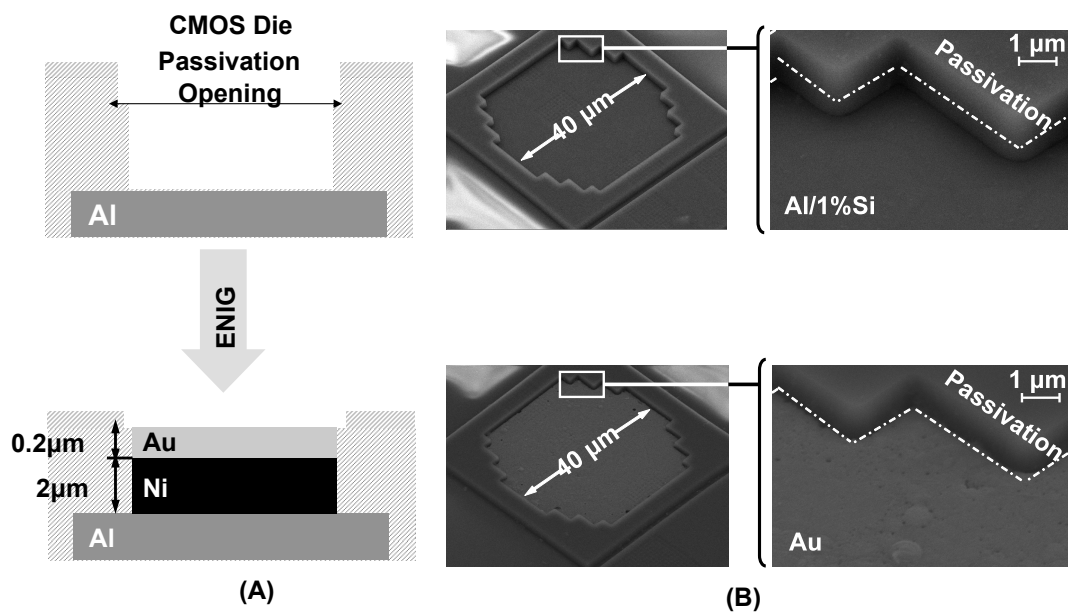 CMOS Die
Passivation
Opening
Al
ENIG
0.2μm
Au
2μm
Ni
Al
(A)
40 μm
1 μm
Passivation
Al/1%Si
40 μm
1 μm
Passivation
Au
(B)